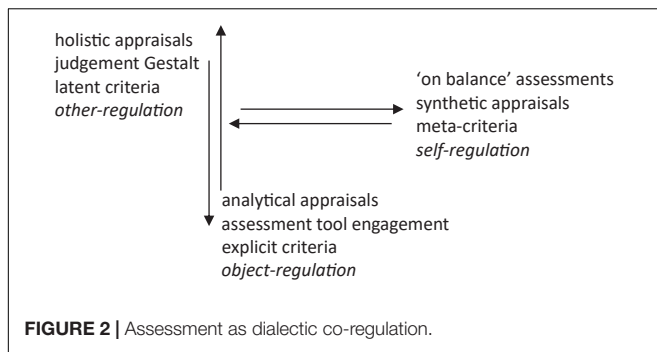 holistic appraisals
judgement Gestalt
latent criteria
other-regulation
‘on balance’ assessments
synthetic appraisals
meta-criteria
self-regulation
analytical appraisals
assessment tool engagement
explicit criteria
object-regulation
FIGURE 2 | Assessment as dialectic co-regulation.